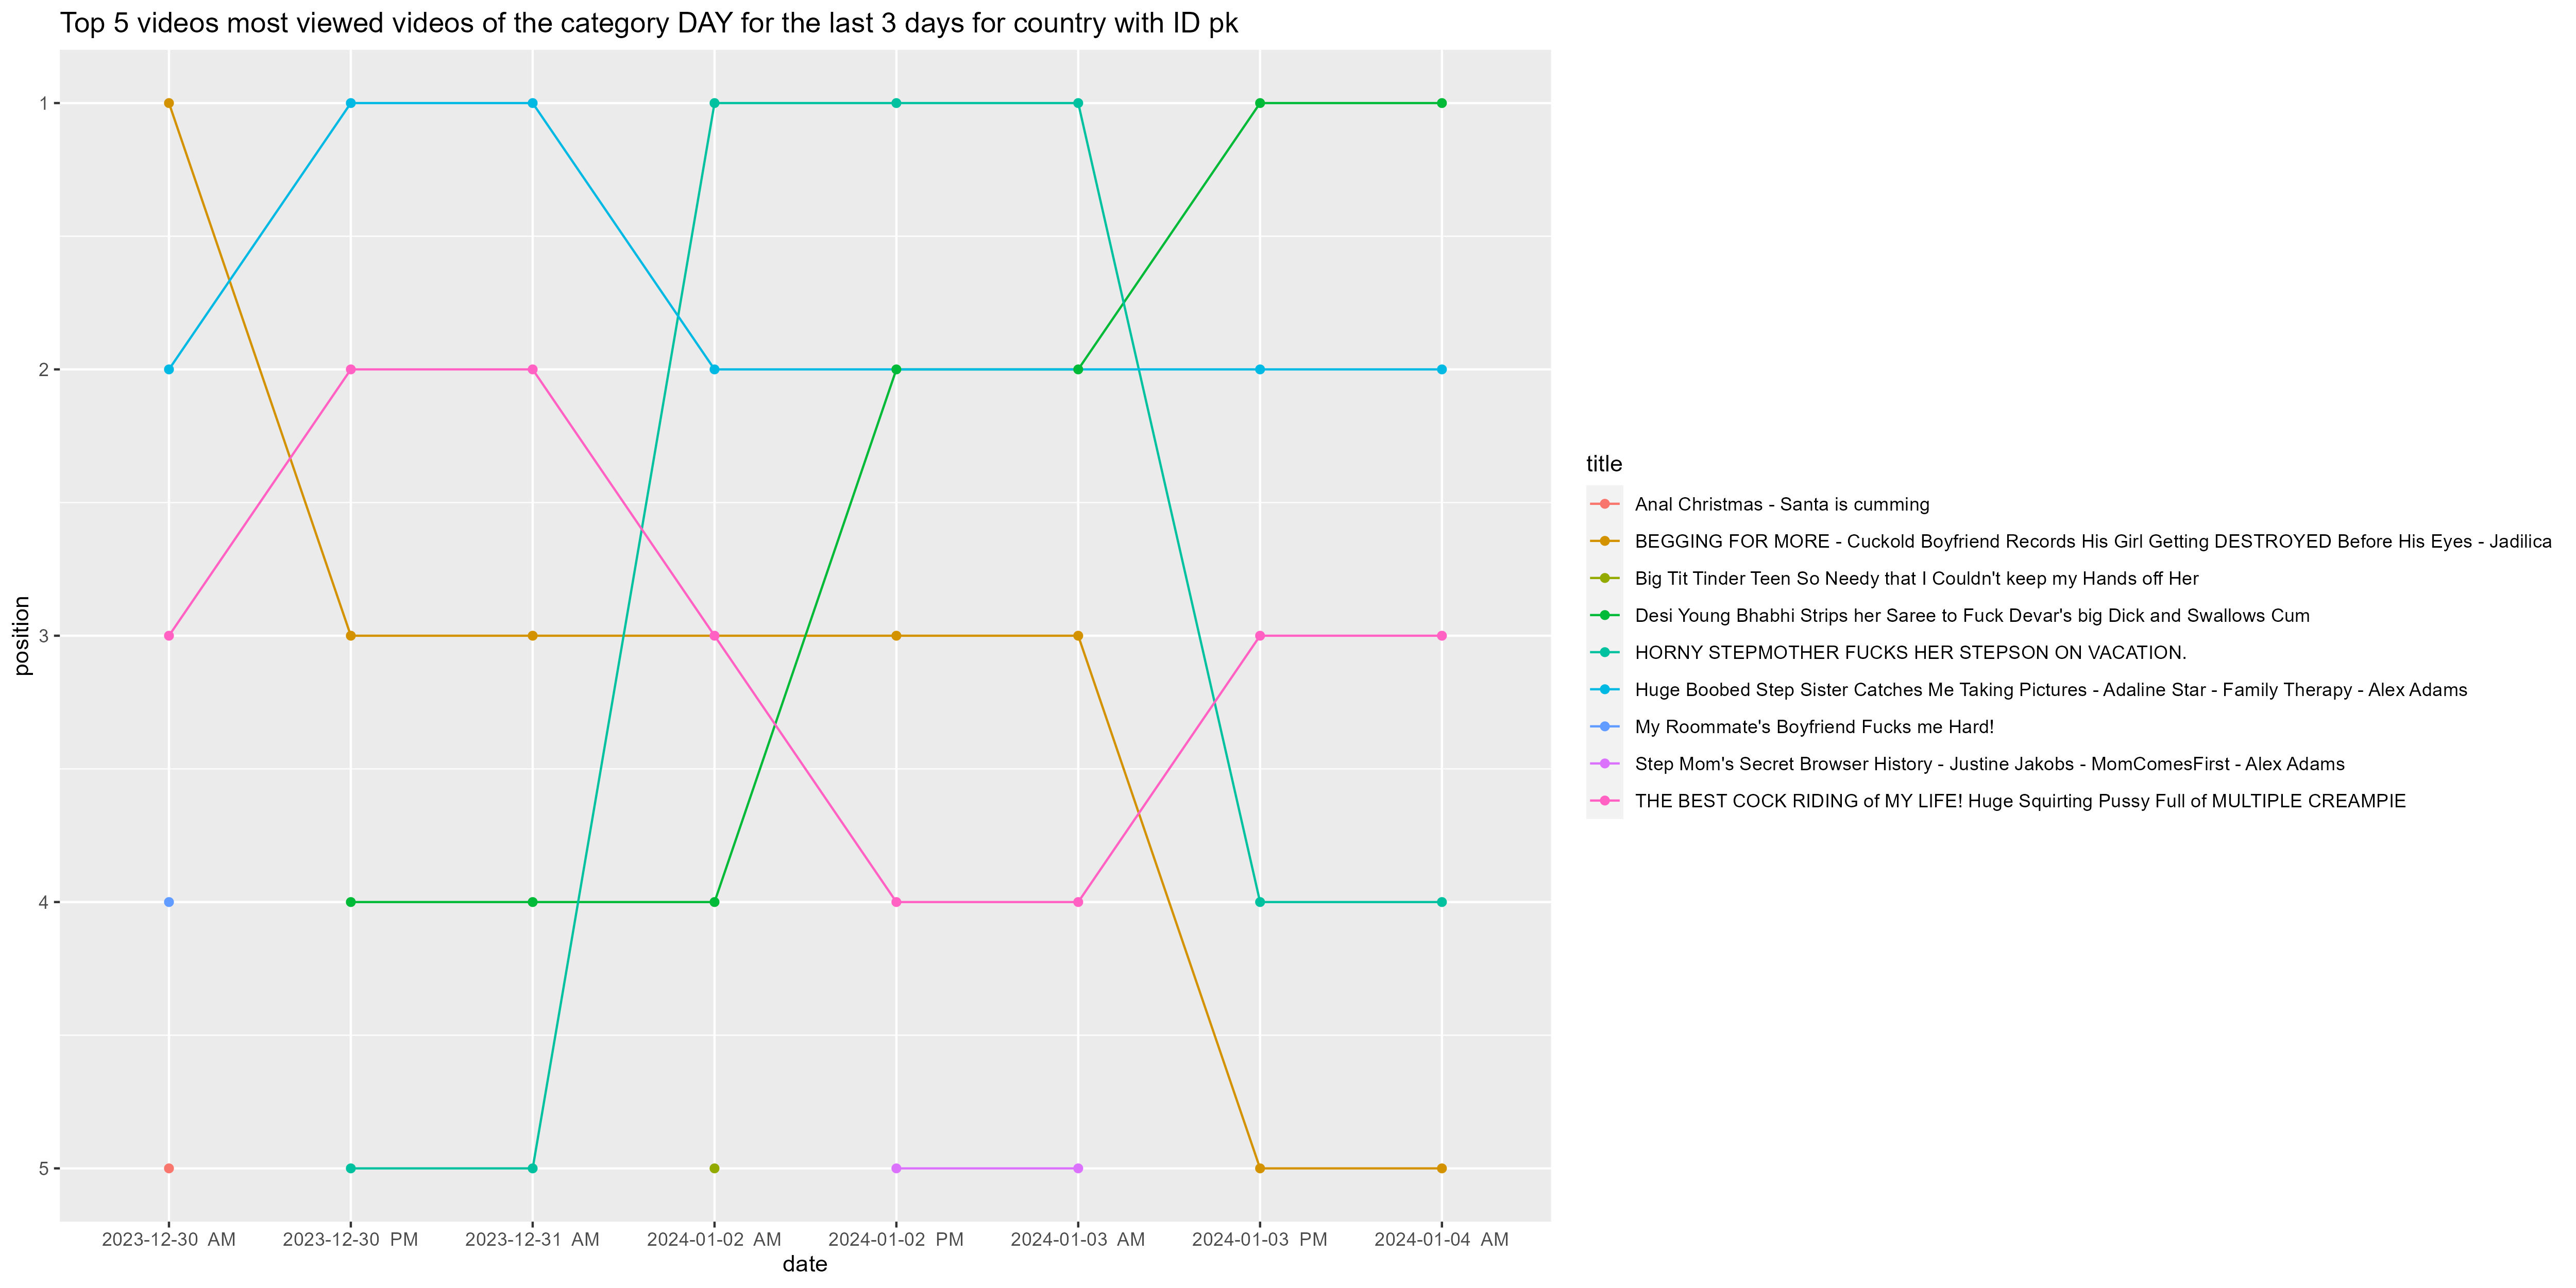 Top 5 videos most viewed videos of the category DAY for the last 3 days for country with ID pk
1
2
3
4
5
position
2023-12-30 AM
2023-12-30 PM
2023-12-31 AM
2024-01-02 AM
2024-01-02 PM
2024-01-03 AM
2024-01-03 PM
2024-01-04 AM
date
title
Anal Christmas - Santa is cumming
BEGGING FOR MORE - Cuckold Boyfriend Records His Girl Getting DESTROYED Before His Eyes - Jadilica
Big Tit Tinder Teen So Needy that I Couldn't keep my Hands off Her
Desi Young Bhabhi Strips her Saree to Fuck Devar's big Dick and Swallows Cum
HORNY STEPMOTHER FUCKS HER STEPSON ON VACATION.
Huge Boobed Step Sister Catches Me Taking Pictures - Adaline Star - Family Therapy - Alex Adams
My Roommate's Boyfriend Fucks me Hard!
Step Mom's Secret Browser History - Justine Jakobs - MomComesFirst - Alex Adams
THE BEST COCK RIDING of MY LIFE! Huge Squirting Pussy Full of MULTIPLE CREAMPIE